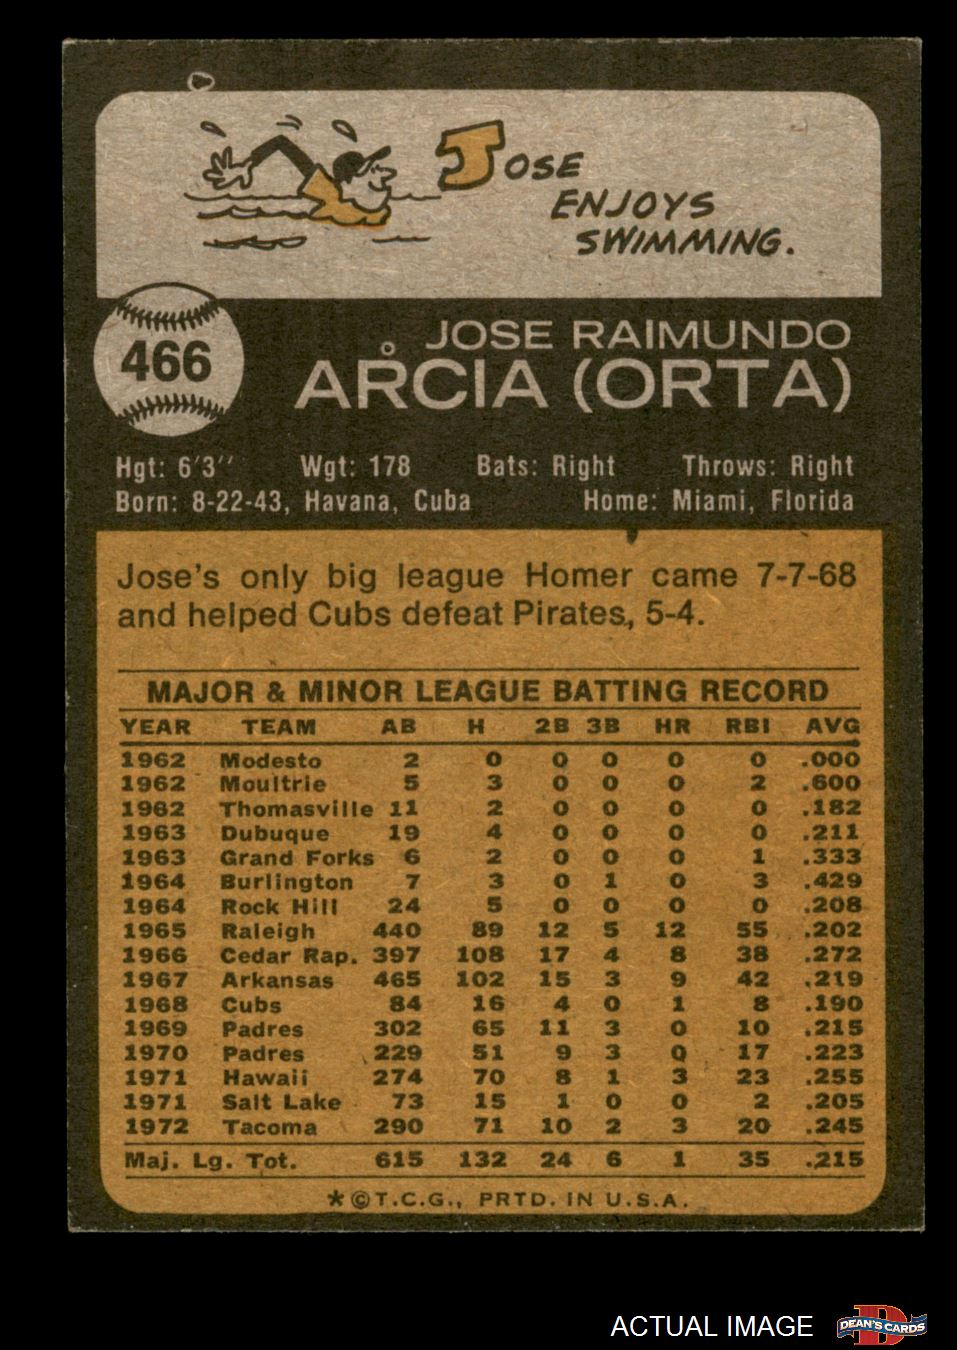 JOSE
ENJOYS
SWIMMING.
466
JOSE RAIMUNDO
ARCIA (ORTA)
Hgt: 6'3'' Wgt: 178 Bats: Right Throws: Right
Born: 8-22-43, Havana, Cuba Home: Miami, Florida
Jose's only big league Homer came 7-7-68
and helped Cubs defeat Pirates, 5-4.
MAJOR & MINOR LEAGUE BATTING RECORD
YEAR TEAM AB H 2B 3B HR RBI AVG
1962 Modesto 2 0 0 0 0 0 .000
1962 Moultrie 5 3 0 0 0 2 .600
1962 Thomasville 11 2 0 0 0 0 .182
1963 Dubuque 19 4 0 0 0 0 .211
1963 Grand Forks 6 2 0 0 0 1 .333
1964 Burlington 7 3 0 1 0 3 .429
1964 Rock Hill 24 5 0 0 0 0 .208
1965 Raleigh 440 89 12 5 12 55 .202
1966 Cedar Rap. 397 108 17 4 8 38 .272
1967 Arkansas 465 102 15 3 9 42 .219
1968 Cubs 84 16 4 0 1 8 .190
1969 Padres 302 65 11 3 0 10 .215
1970 Padres 229 51 9 3 0 17 .223
1971 Hawaii 274 70 8 1 3 23 .255
1971 Salt Lake 73 15 1 0 0 2 .205
1972 Tacoma 290 71 10 2 3 20 .245
Maj. Lg. Tot. 615 132 24 6 1 35 .215
*©T.C.G., PRTD. IN U.S.A.
ACTUAL IMAGE
D
DEAN'S CARDS